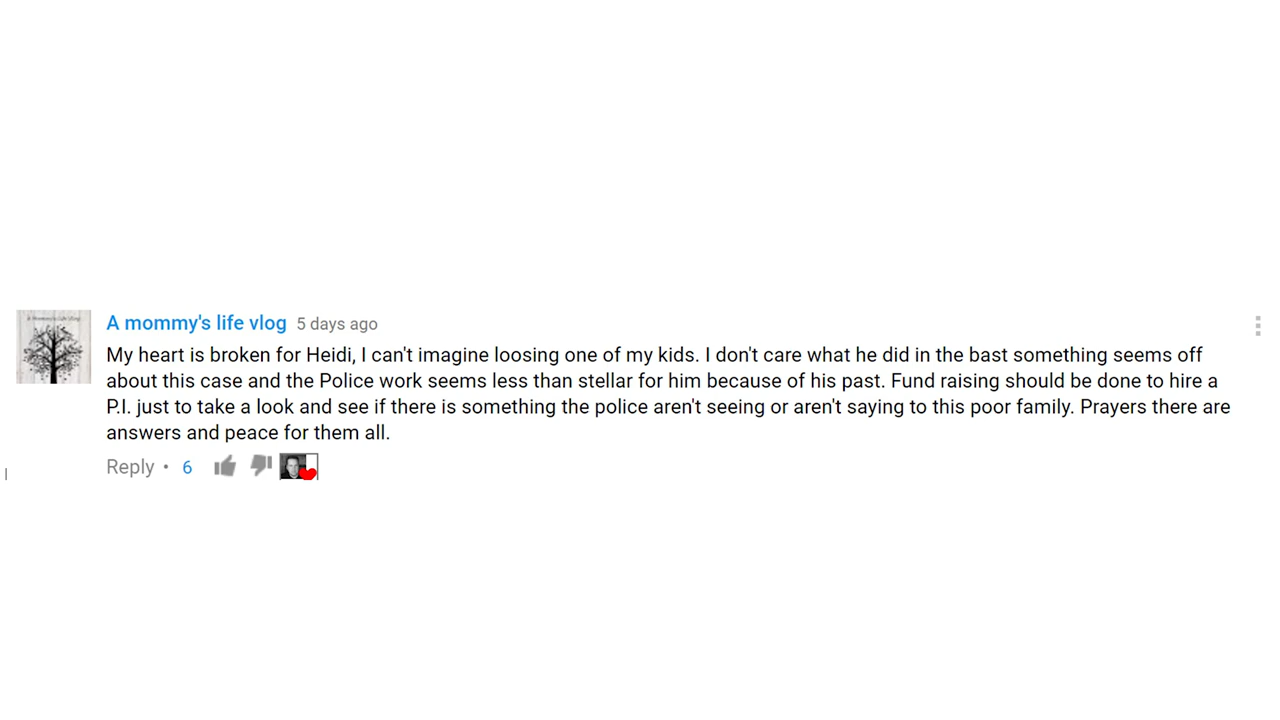 A mommy's life vlog 5 days ago
My heart is broken for Heidi, I can't imagine loosing one of my kids. I don't care what he did in the bast something seems off
about this case and the Police work seems less than stellar for him because of his past. Fund raising should be done to hire a
P.I. just to take a look and see if there is something the police aren't seeing or aren't saying to this poor family. Prayers there are
answers and peace for them all.
Reply • 6